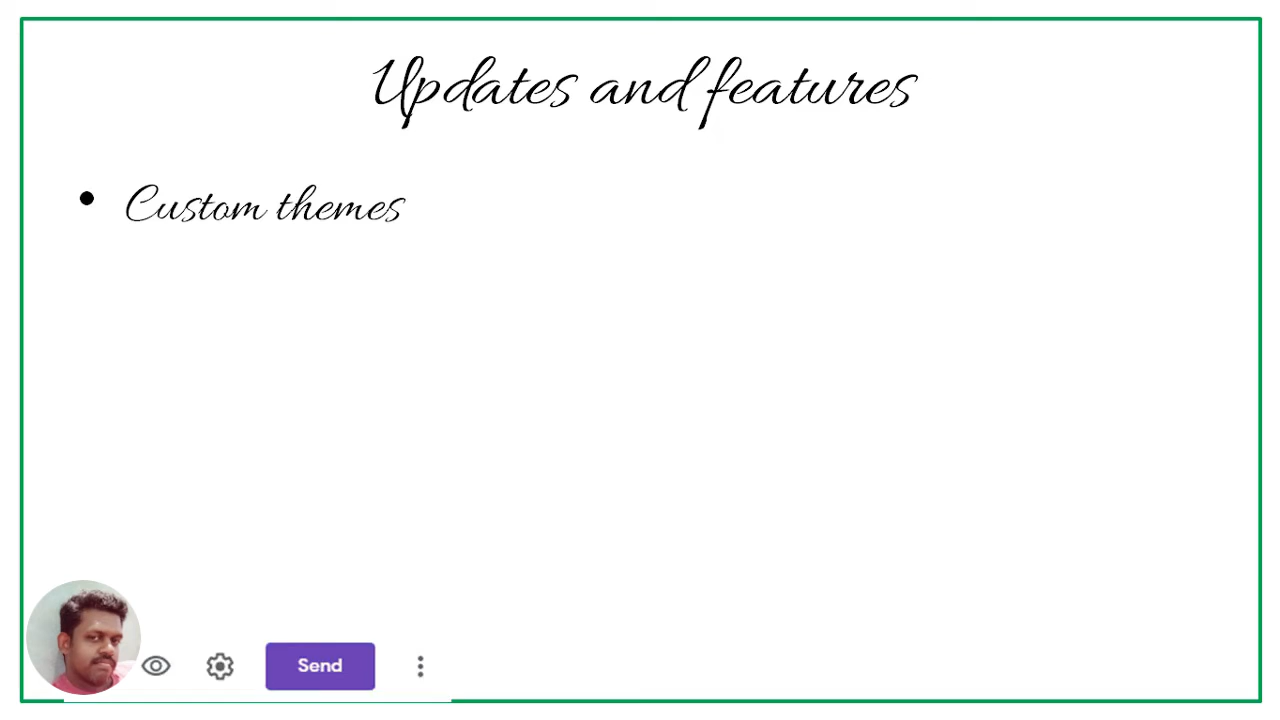 Updates and features
• Custom themes
Send